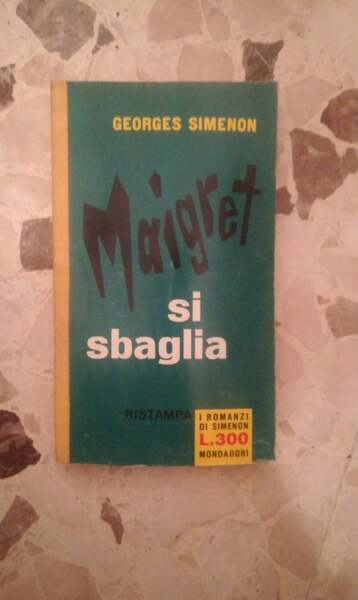 GEORGES SIMENON
Maigret
si
sbaglia
RISTAMPA
I ROMANZI
DI SIMENON
L.300
MONDADORI